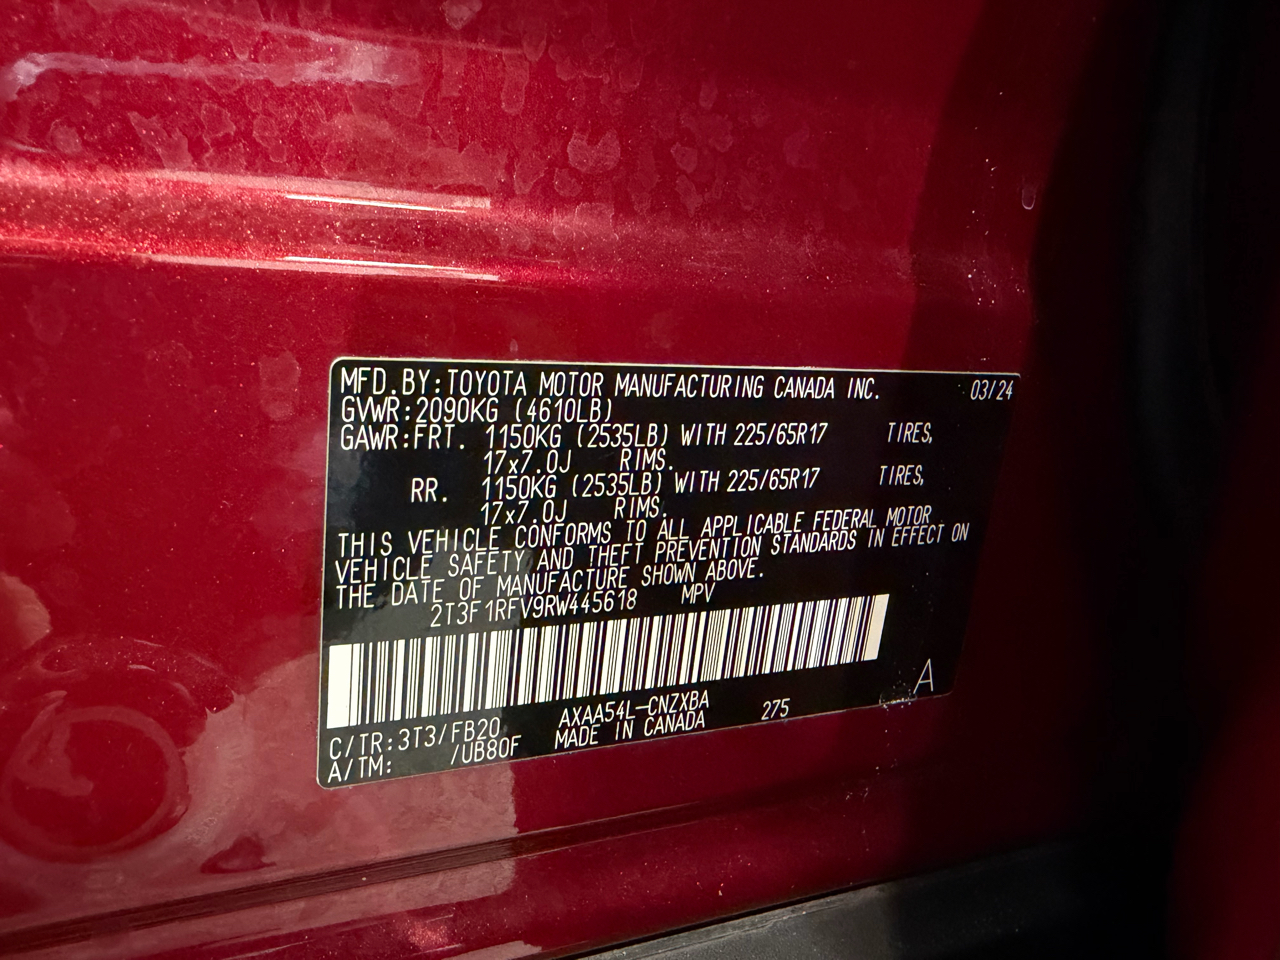 MFD.BY:TOYOTA MOTOR MANUFACTURING CANADA INC. 03/24
GVWR:2090KG (4610LB)
GAWR:FRT. 1150KG (2535LB) WITH 225/65R17 TIRES,
17x7.0J RIMS.
RR. 1150KG (2535LB) WITH 225/65R17 TIRES,
17x7.0J RIMS.
THIS VEHICLE CONFORMS TO ALL APPLICABLE FEDERAL MOTOR
VEHICLE SAFETY AND THEFT PREVENTION STANDARDS IN EFFECT ON
THE DATE OF MANUFACTURE SHOWN ABOVE.
2T3F1RFV9RW445618 MPV
A
C/TR:3T3/FB20 AXAA54L-CNZXBA 275
A/TM: /UB80F MADE IN CANADA